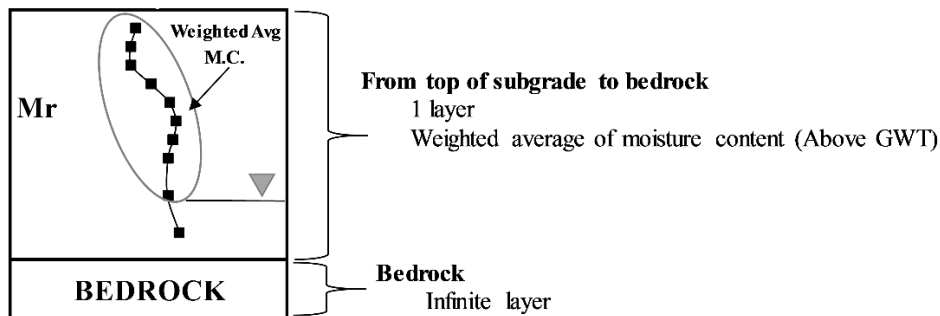 Weighted Avg
M.C.
Mr
From top of subgrade to bedrock
1 layer
Weighted average of moisture content (Above GWT)
BEDROCK
Bedrock
Infinite layer